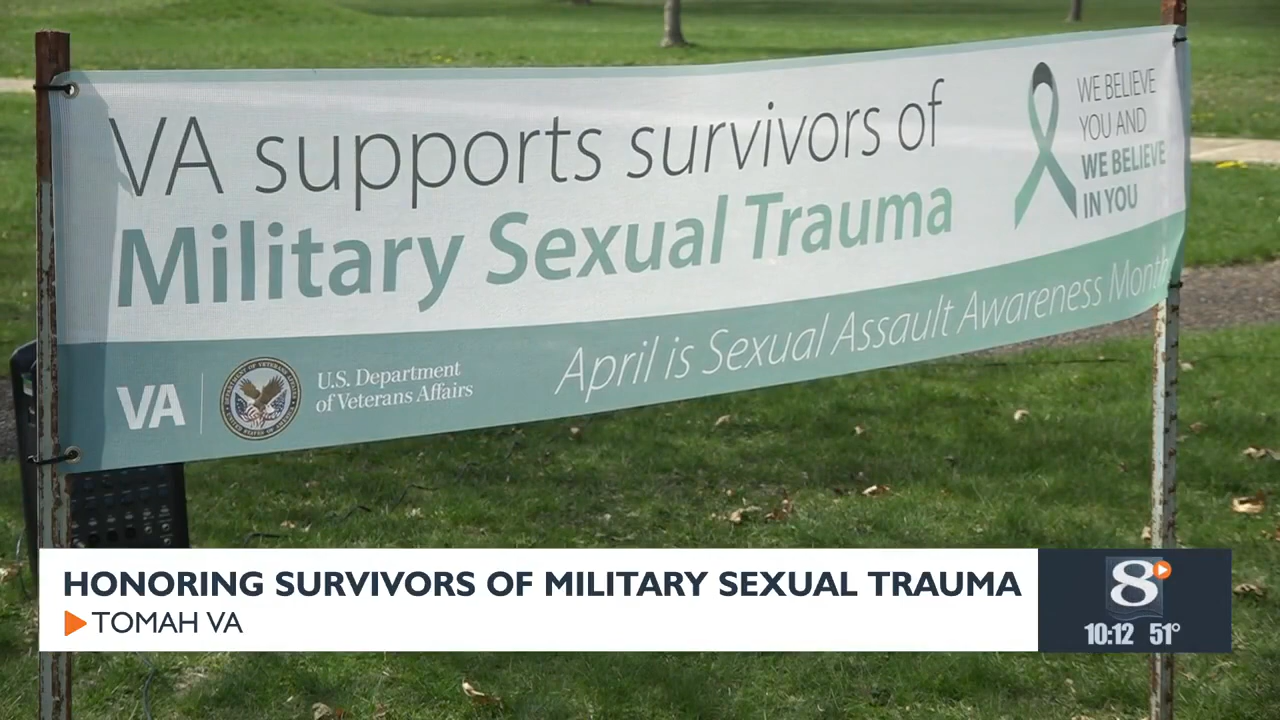 VA supports survivors of
Military Sexual Trauma
WE BELIEVE
YOU AND
WE BELIEVE
IN YOU
VA
U.S. Department
of Veterans Affairs
April is Sexual Assault Awareness Month
HONORING SURVIVORS OF MILITARY SEXUAL TRAUMA
TOMAH VA
8
10:12 51°